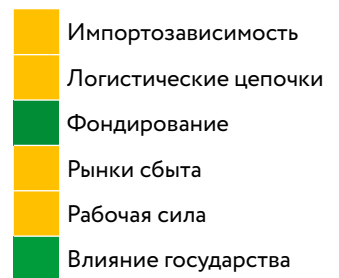 Импортозависимость
Логистические цепочки
Фондирование
Рынки сбыта
Рабочая сила
Влияние государства